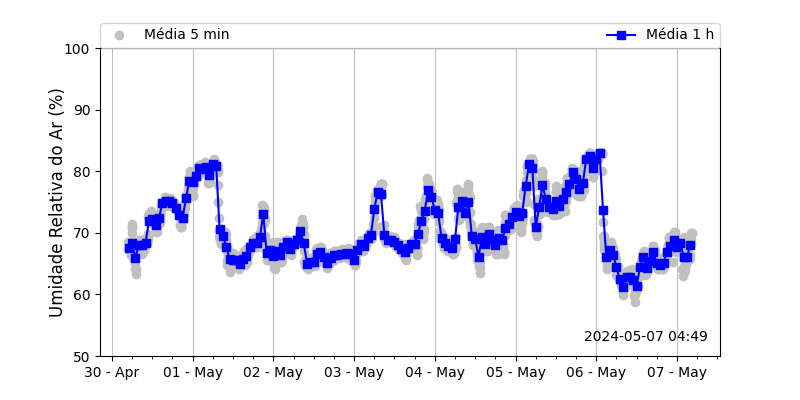 Média 5 min
Média 1 h
Umidade Relativa do Ar (%)
100
90
80
70
60
50
2024-05-07 04:49
30 - Apr
01 - May
02 - May
03 - May
04 - May
05 - May
06 - May
07 - May